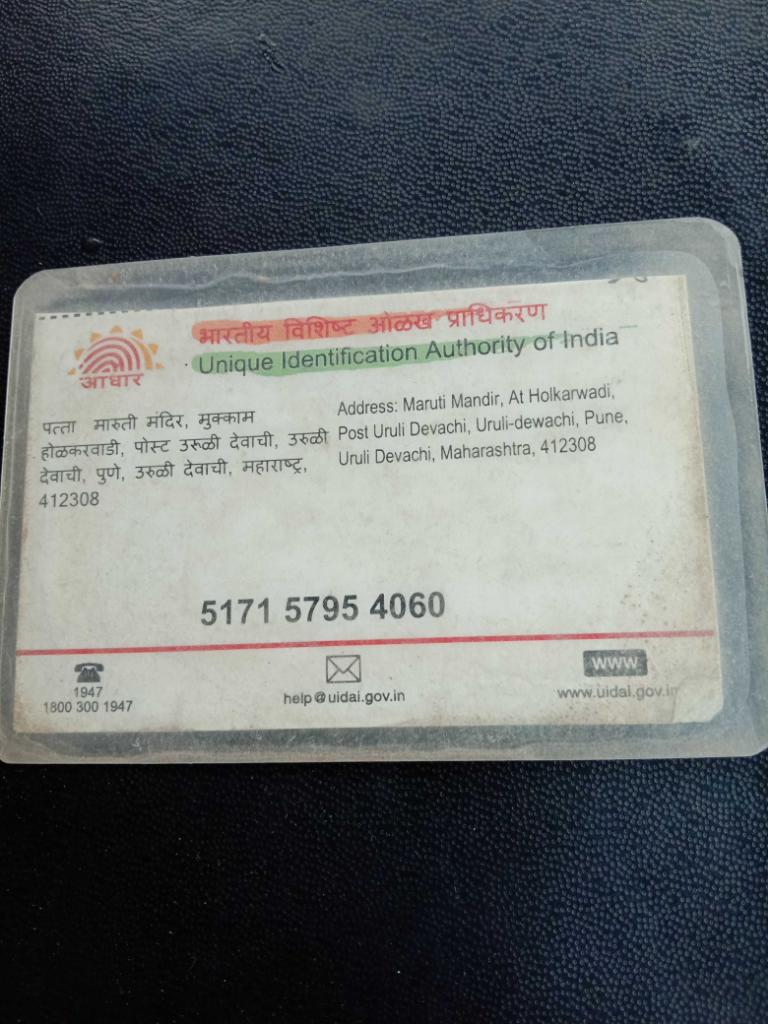 भारतीय विशिष्ट ओळख प्राधिकरण
Unique Identification Authority of India
आधार
पत्ता मारुती मंदिर, मुक्काम
होळकरवाडी, पोस्ट उरुळी देवाची, उरुळी
देवाची, पुणे, उरुळी देवाची, महाराष्ट्र,
412308
Address: Maruti Mandir, At Holkarwadi,
Post Uruli Devachi, Uruli-dewachi, Pune,
Uruli Devachi, Maharashtra, 412308
5171 5795 4060
1947
1800 300 1947
help@uidai.gov.in
www
www.uidai.gov.in